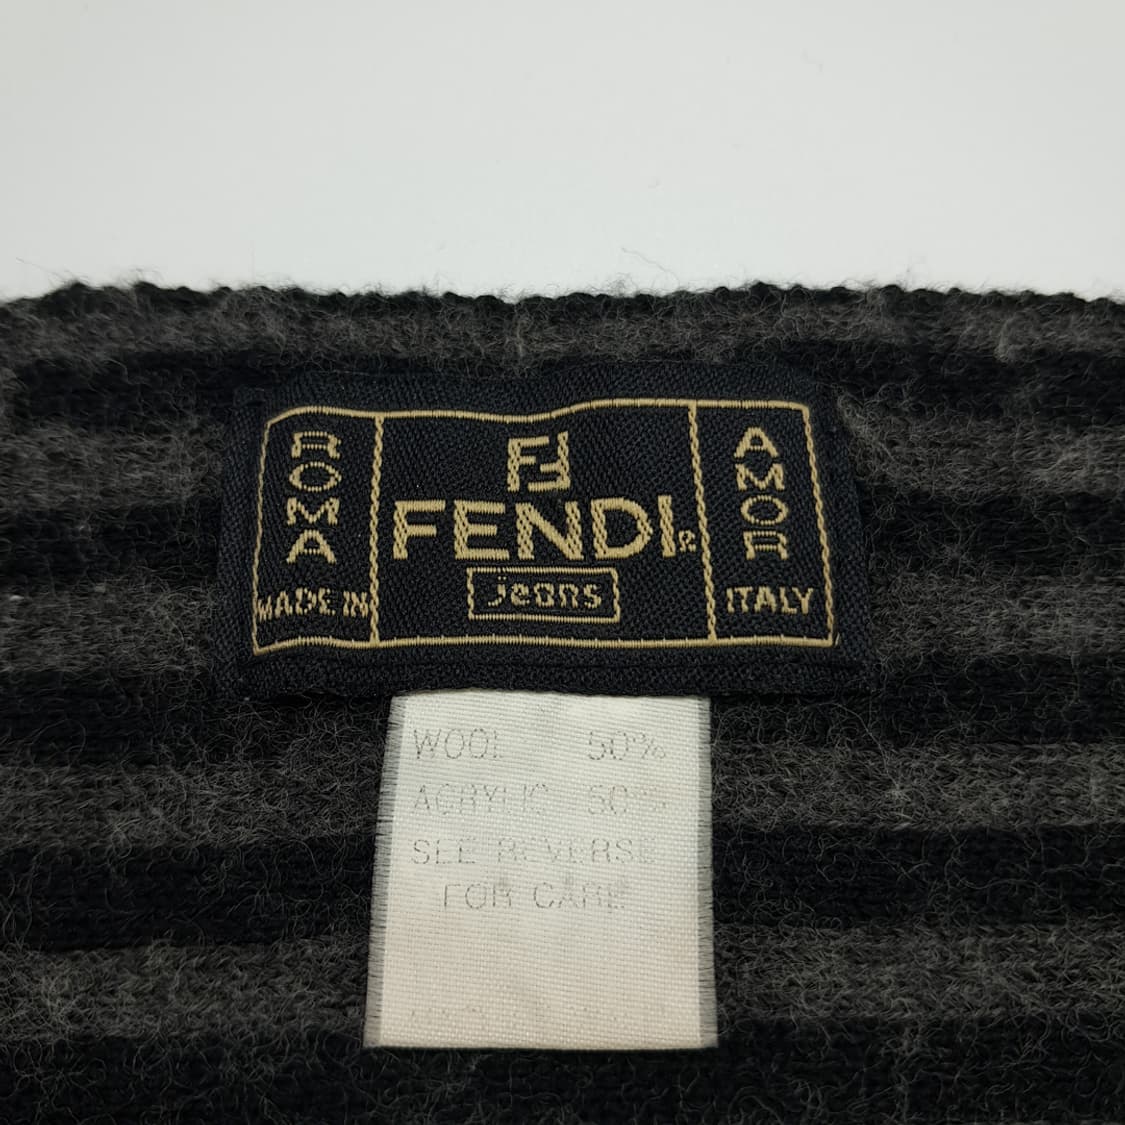 ROMA
MADE IN
FF
FENDI®
jeans
AMOR
ITALY
WOOL 50%
ACRYLIC 50%
SEE REVERSE
FOR CARE